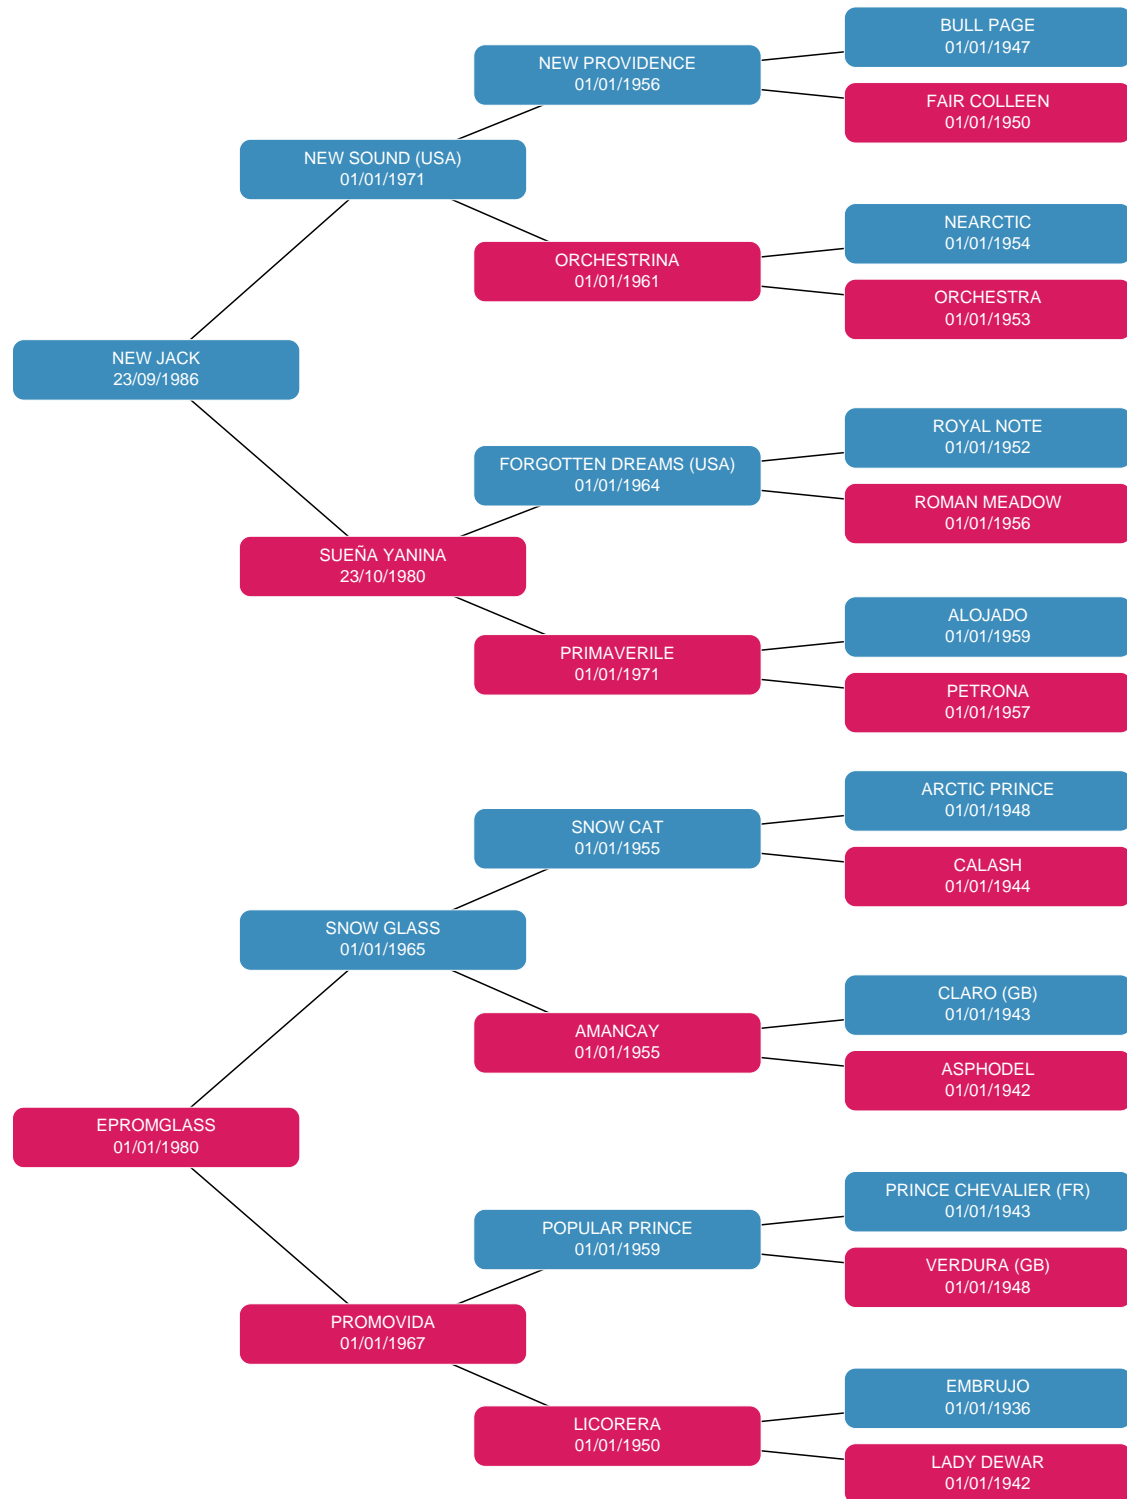 BULL PAGE
01/01/1947
NEW PROVIDENCE
01/01/1956
FAIR COLLEEN
01/01/1950
NEW SOUND (USA)
01/01/1971
NEARCTIC
01/01/1954
ORCHESTRINA
01/01/1961
ORCHESTRA
01/01/1953
NEW JACK
23/09/1986
ROYAL NOTE
01/01/1952
FORGOTTEN DREAMS (USA)
01/01/1964
ROMAN MEADOW
01/01/1956
SUEÑA YANINA
23/10/1980
ALOJADO
01/01/1959
PRIMAVERILE
01/01/1971
PETRONA
01/01/1957
ARCTIC PRINCE
01/01/1948
SNOW CAT
01/01/1955
CALASH
01/01/1944
SNOW GLASS
01/01/1965
CLARO (GB)
01/01/1943
AMANCAY
01/01/1955
ASPHODEL
01/01/1942
EPROMGLASS
01/01/1980
PRINCE CHEVALIER (FR)
01/01/1943
POPULAR PRINCE
01/01/1959
VERDURA (GB)
01/01/1948
PROMOVIDA
01/01/1967
EMBRUJO
01/01/1936
LICORERA
01/01/1950
LADY DEWAR
01/01/1942